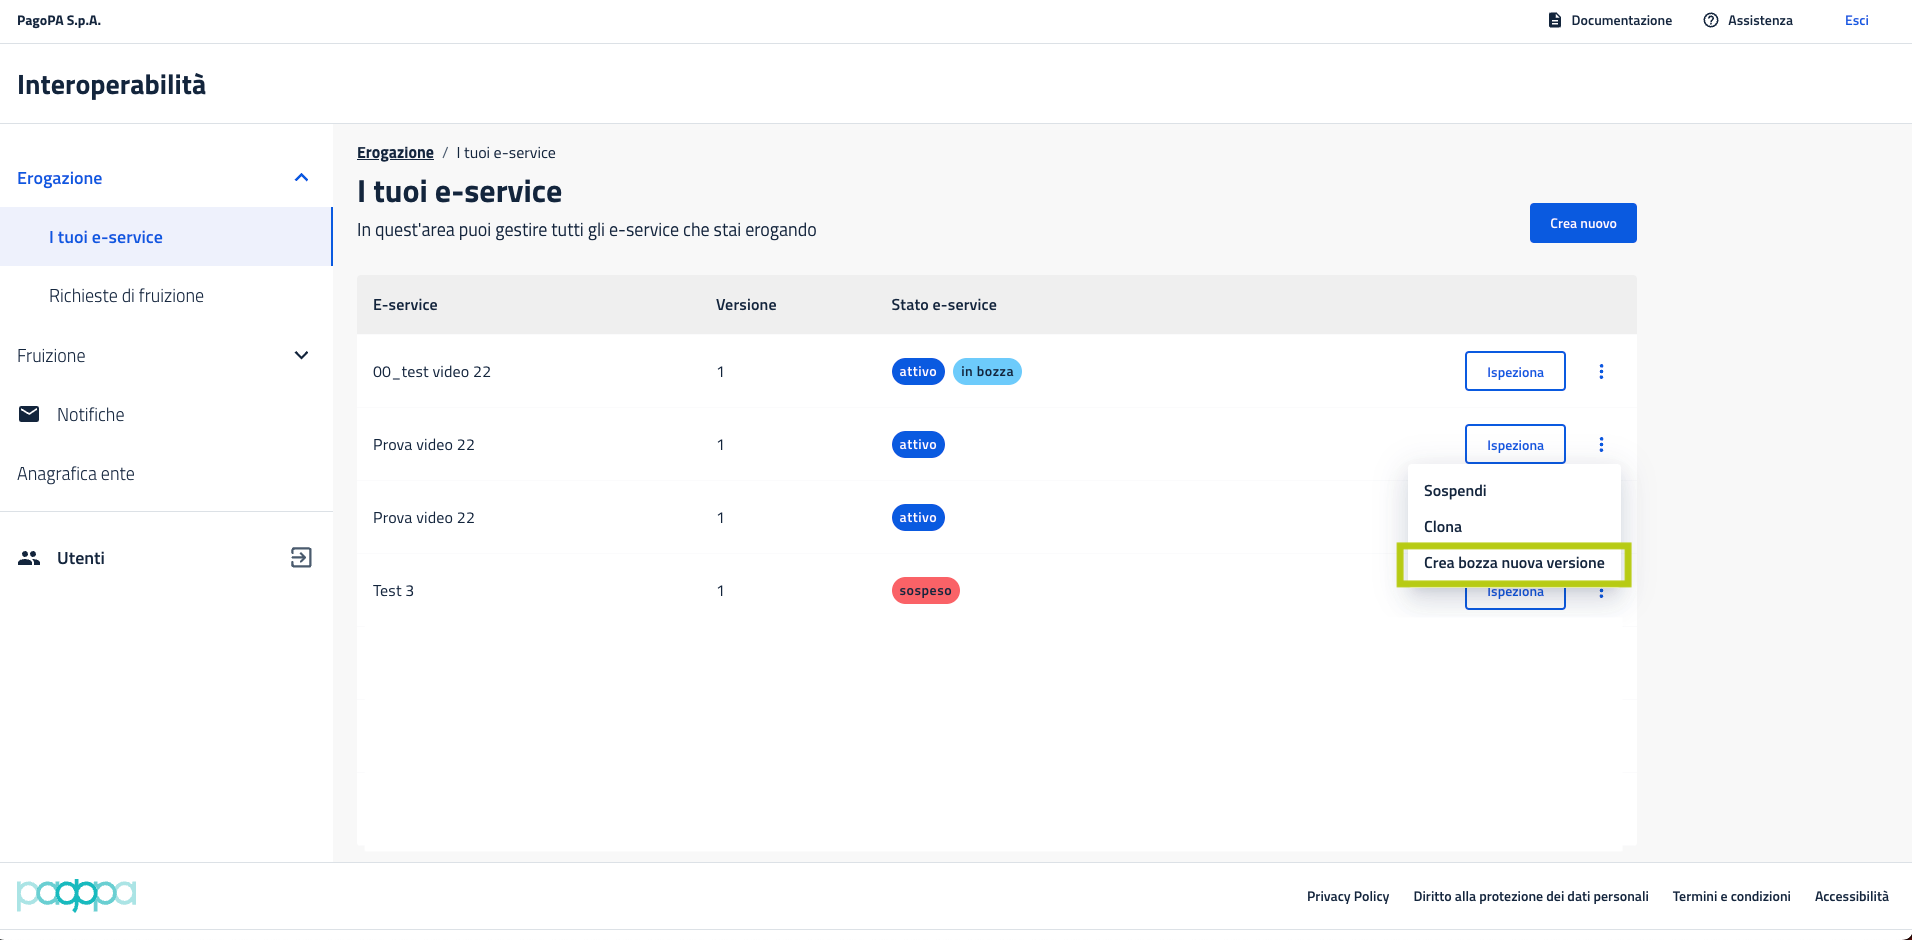 PagoPA S.p.A.
Documentazione
Assistenza
Esci
Interoperabilità
Erogazione
I tuoi e-service
Richieste di fruizione
Fruizione
Notifiche
Anagrafica ente
Utenti
Erogazione / I tuoi e-service
I tuoi e-service
In quest'area puoi gestire tutti gli e-service che stai erogando
Crea nuovo
E-service Versione Stato e-service
00_test video 22 1 attivo in bozza Ispeziona
Prova video 22 1 attivo Ispeziona
Prova video 22 1 attivo
Test 3 1 sospeso Ispeziona
Sospendi
Clona
Crea bozza nuova versione
pagopa
Privacy Policy
Diritto alla protezione dei dati personali
Termini e condizioni
Accessibilità